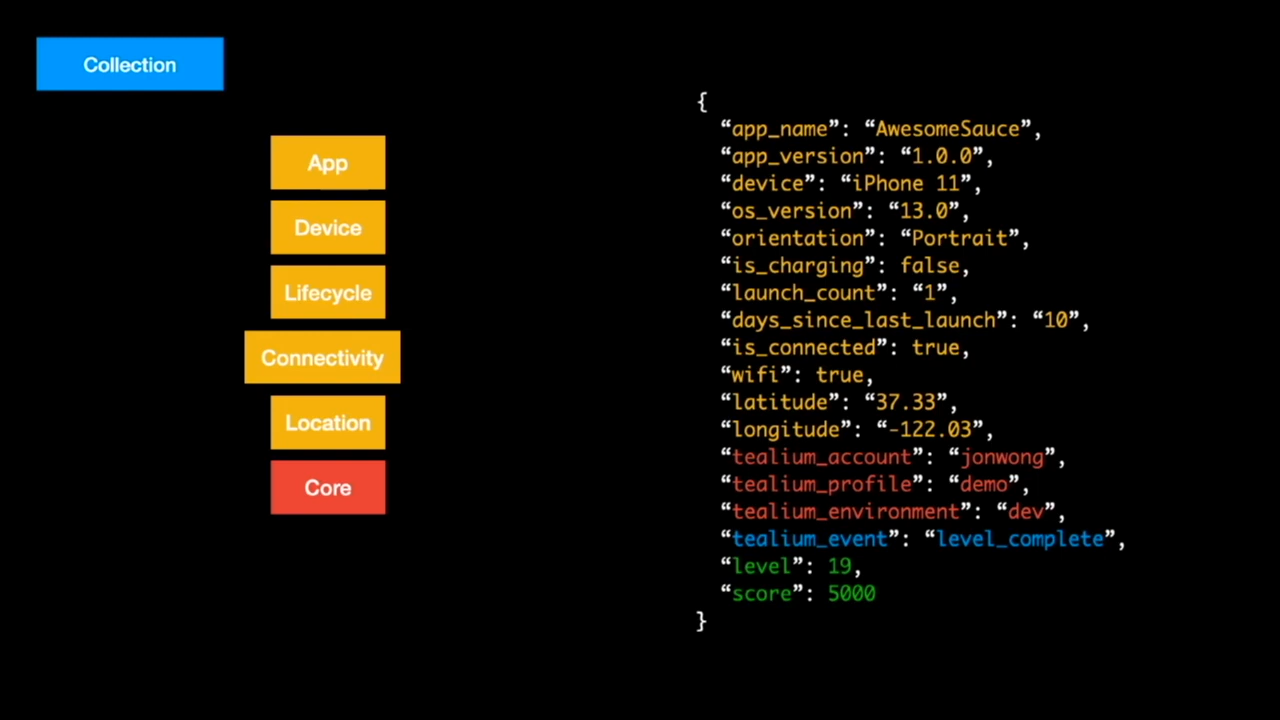 Collection
App
Device
Lifecycle
Connectivity
Location
Core
{
“app_name”: “AwesomeSauce”,
“app_version”: “1.0.0”,
“device”: “iPhone 11”,
“os_version”: “13.0”,
“orientation”: “Portrait”,
“is_charging”: false,
“launch_count”: “1”,
“days_since_last_launch”: “10”,
“is_connected”: true,
“wifi”: true,
“latitude”: “37.33”,
“longitude”: “-122.03”,
“tealium_account”: “jonwong”,
“tealium_profile”: “demo”,
“tealium_environment”: “dev”,
“tealium_event”: “level_complete”,
“level”: 19,
“score”: 5000
}